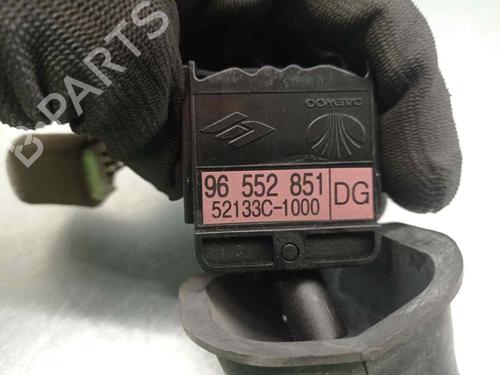 B-PARTS
DAEWOO
96 552 851
DG
52133C-1000